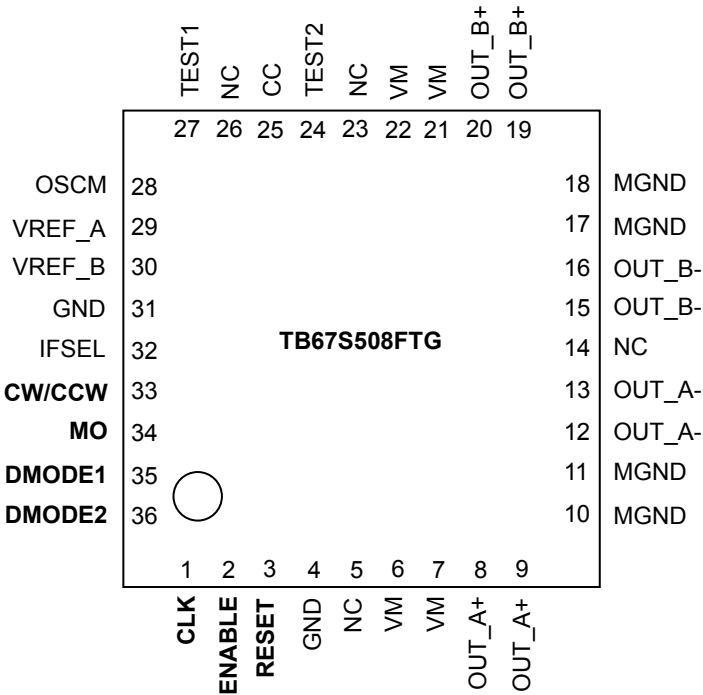 TEST1 NC CC TEST2 NC VM VM OUT_B+ OUT_B+
27 26 25 24 23 22 21 20 19
OSCM 28 18 MGND
VREF_A 29 17 MGND
VREF_B 30 16 OUT_B-
GND 31 15 OUT_B-
IFSEL 32 TB67S508FTG 14 NC
CW/CCW 33 13 OUT_A-
MO 34 12 OUT_A-
DMODE1 35 11 MGND
DMODE2 36 10 MGND
1 2 3 4 5 6 7 8 9
CLK ENABLE RESET GND NC VM VM OUT_A+ OUT_A+